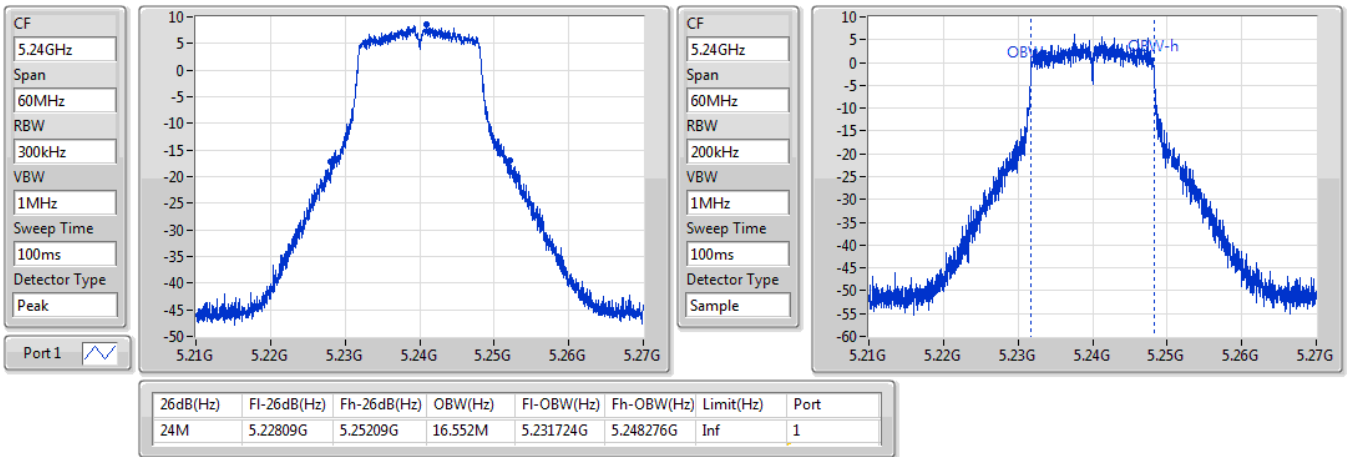 CF
5.24GHz
Span
60MHz
RBW
300kHz
VBW
1MHz
Sweep Time
100ms
Detector Type
Peak
Port 1
10
5
0
-5
-10
-15
-20
-25
-30
-35
-40
-45
-50
5.21G 5.22G 5.23G 5.24G 5.25G 5.26G 5.27G
CF
5.24GHz
Span
60MHz
RBW
200kHz
VBW
1MHz
Sweep Time
100ms
Detector Type
Sample
10
5
0
-5
-10
-15
-20
-25
-30
-35
-40
-45
-50
-55
-60
OBW-h
5.21G 5.22G 5.23G 5.24G 5.25G 5.26G 5.27G
26dB(Hz) Fl-26dB(Hz) Fh-26dB(Hz) OBW(Hz) Fl-OBW(Hz) Fh-OBW(Hz) Limit(Hz) Port
24M 5.22809G 5.25209G 16.552M 5.231724G 5.248276G Inf 1